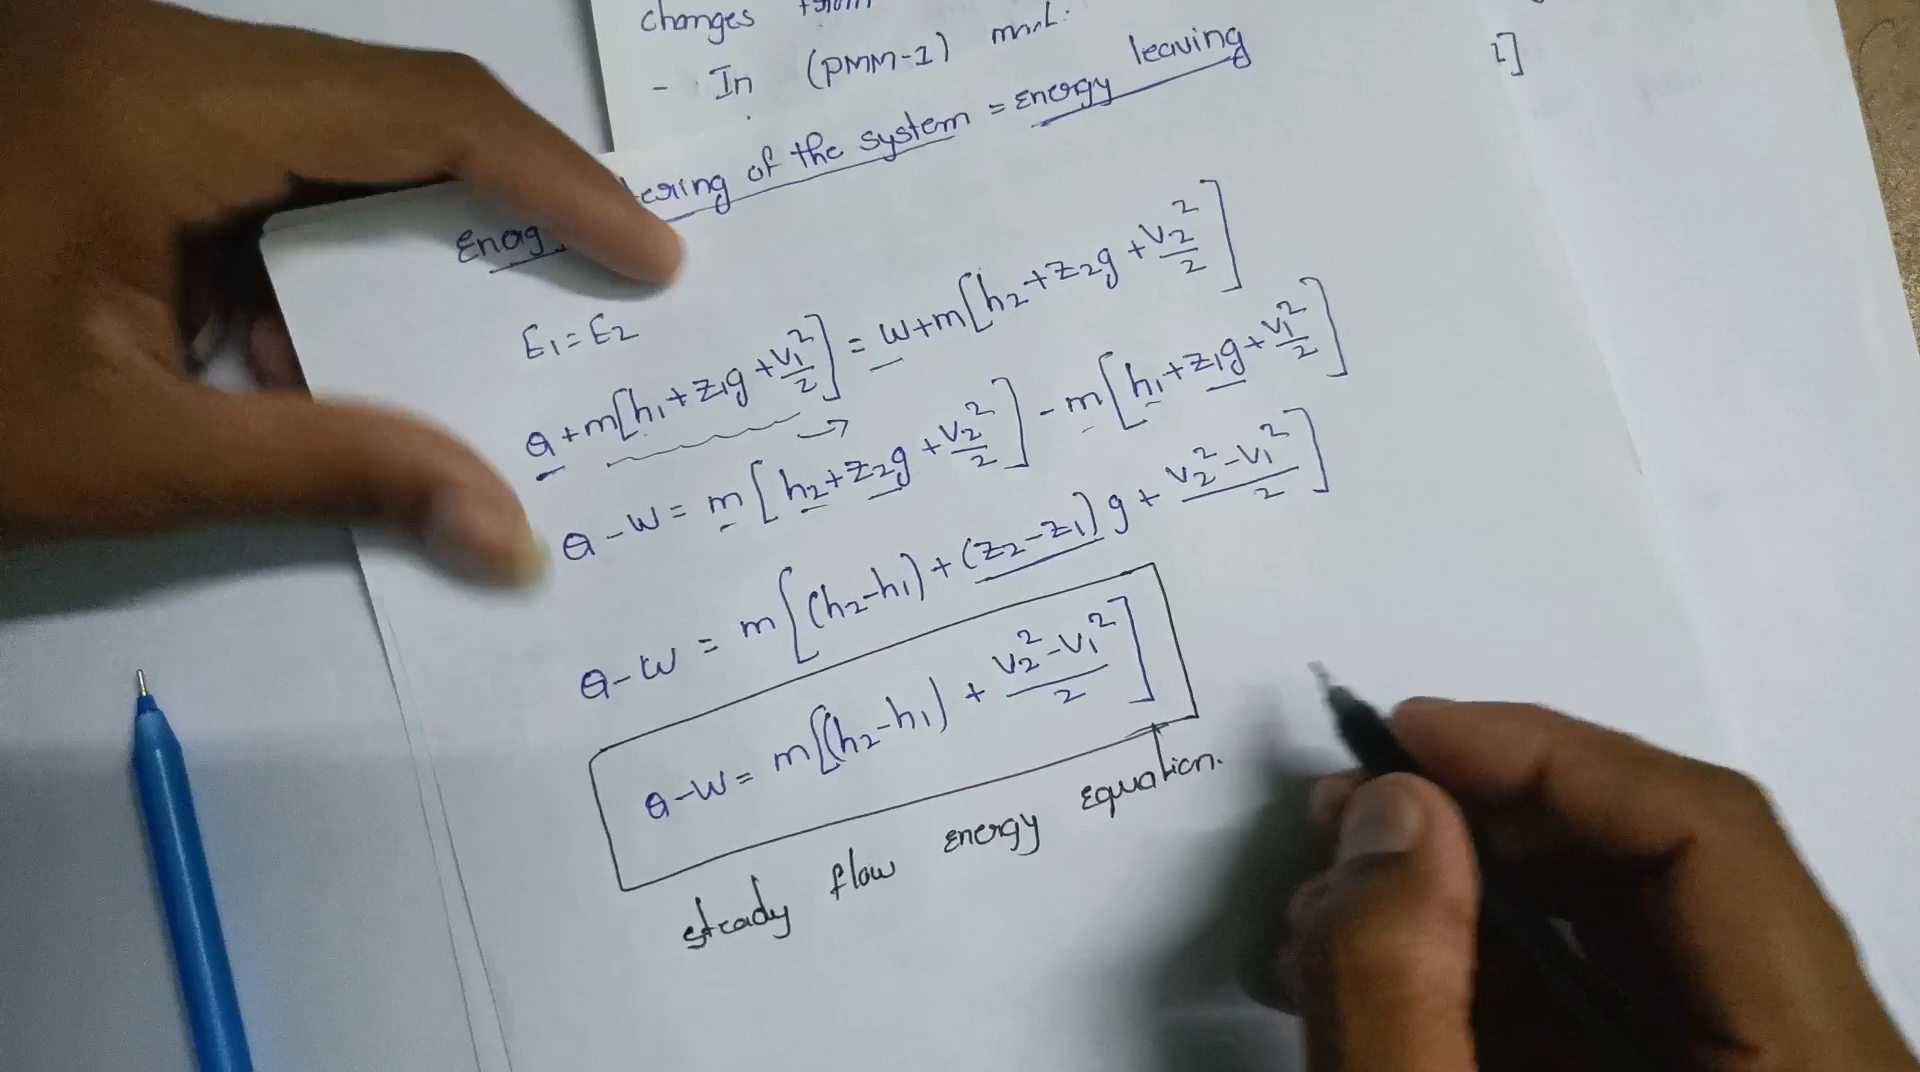 changes
- In (PMM-1)
tering of the system = Energy leaving
E₁=E₂
Q+m[h₁+z₁g+V₁²/2] = W+m[h₂+z₂g+V₂²/2]
Q-W= m[h₂+z₂g+V₂²/2] - m[h₁+z₁g+V₁²/2]
Q-W = m[(h₂-h₁)+(z₂-z₁)g+V₂²-V₁²/2]
Q-W= m[(h₂-h₁)+V₂²-V₁²/2]
steady flow energy Equation.